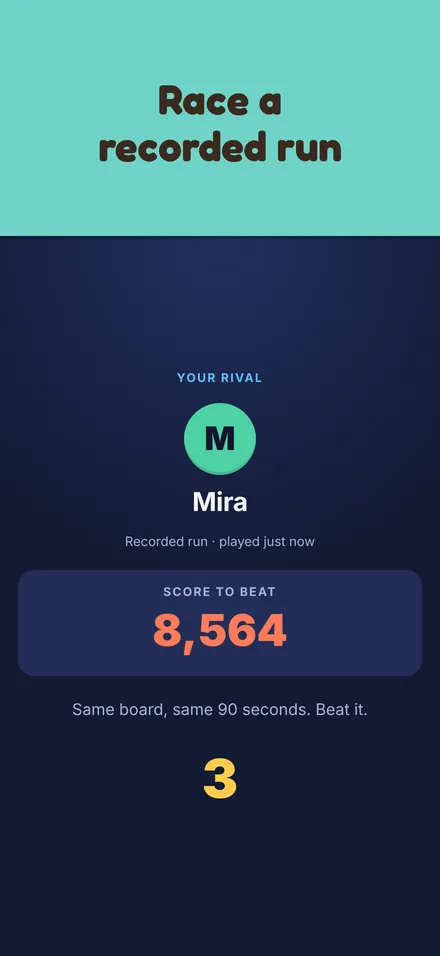 Race a
recorded run
YOUR RIVAL
M
Mira
Recorded run · played just now
SCORE TO BEAT
8,564
Same board, same 90 seconds. Beat it.
3